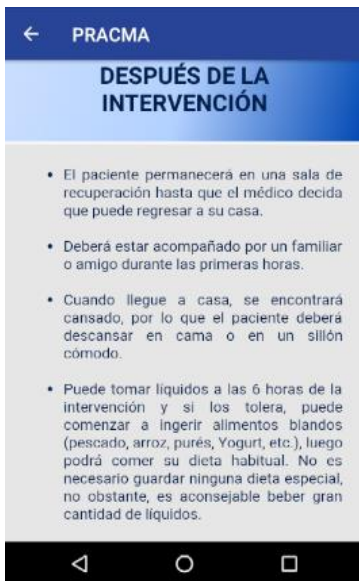 PRACMA
DESPUÉS DE LA
INTERVENCIÓN
• El paciente permanecerá en una sala de
recuperación hasta que el médico decida
que puede regresar a su casa.
• Deberá estar acompañado por un familiar
o amigo durante las primeras horas.
• Cuando llegue a casa, se encontrará
cansado, por lo que el paciente deberá
descansar en cama o en un sillón
cómodo.
• Puede tomar líquidos a las 6 horas de la
intervención y si los tolera, puede
comenzar a ingerir alimentos blandos
(pescado, arroz, purés, Yogurt, etc.), luego
podrá comer su dieta habitual. No es
necesario guardar ninguna dieta especial,
no obstante, es aconsejable beber gran
cantidad de líquidos.